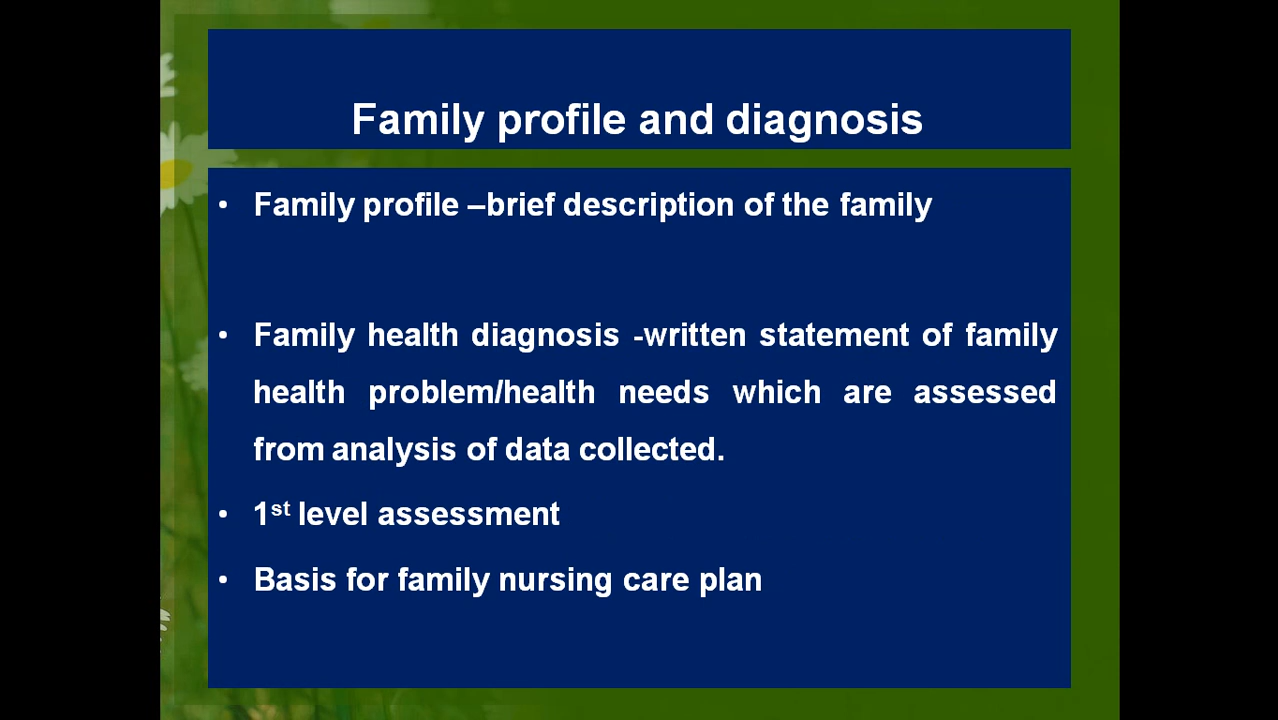 Family profile and diagnosis
• Family profile –brief description of the family
• Family health diagnosis -written statement of family
health problem/health needs which are assessed
from analysis of data collected.
• 1st level assessment
• Basis for family nursing care plan